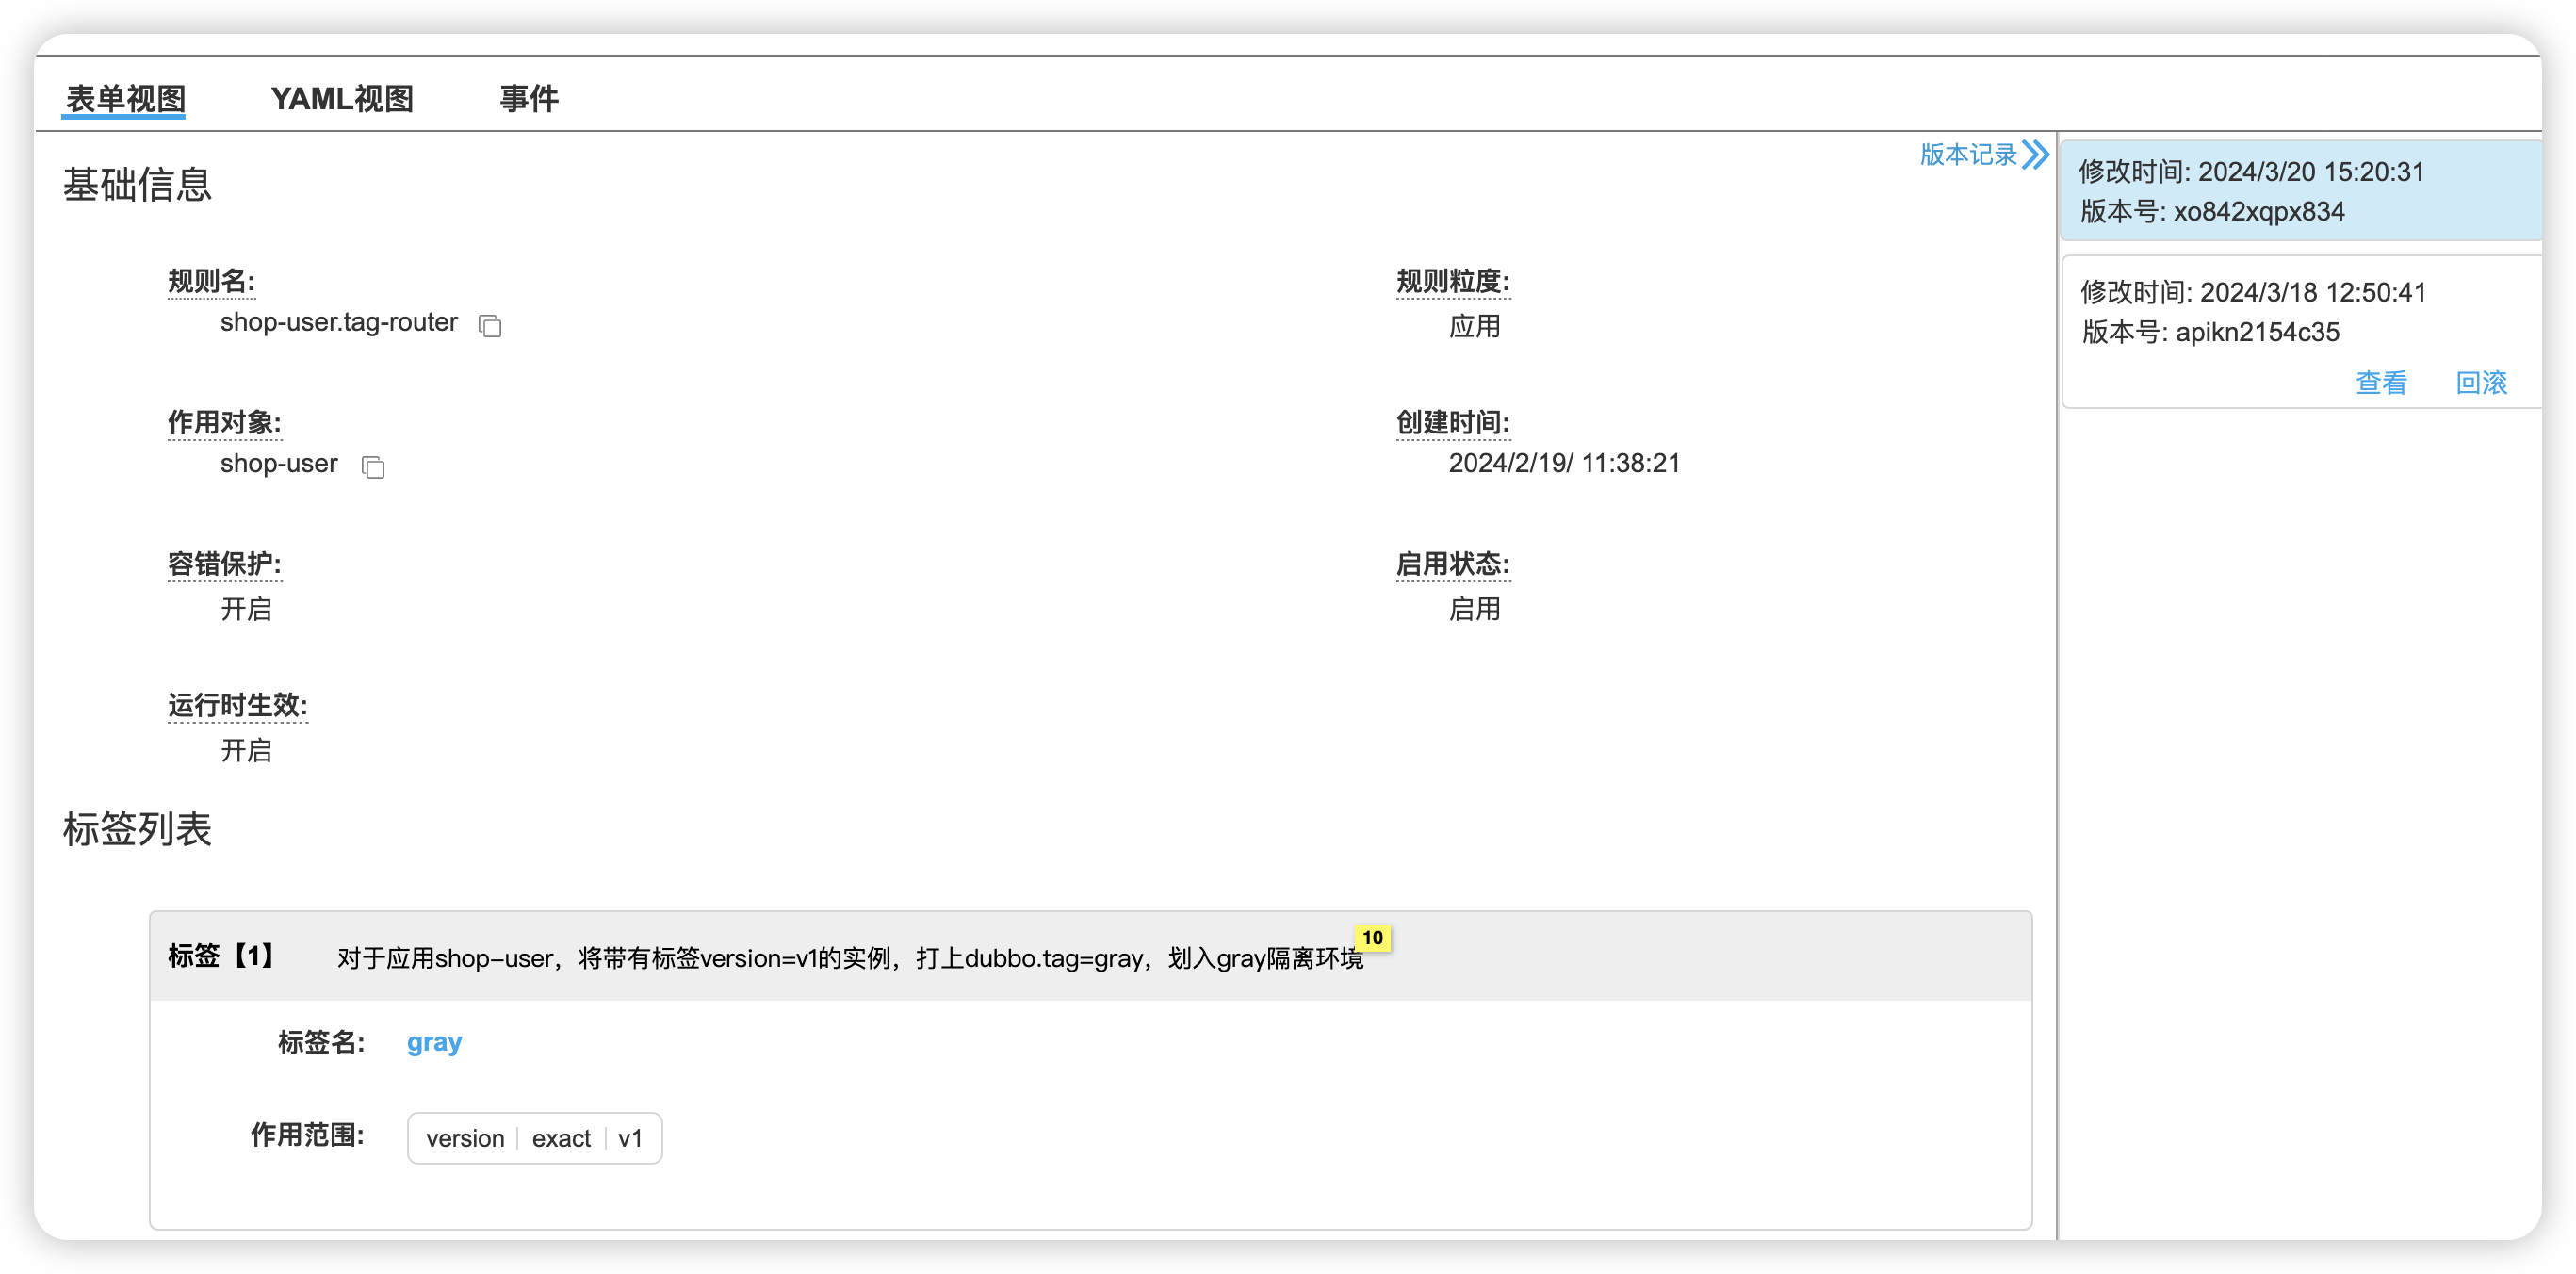 表单视图 YAML视图 事件
版本记录
基础信息
规则名:
shop-user.tag-router
规则粒度:
应用
作用对象:
shop-user
创建时间:
2024/2/19/ 11:38:21
容错保护:
开启
启用状态:
启用
运行时生效:
开启
标签列表
标签【1】 对于应用shop-user，将带有标签version=v1的实例，打上dubbo.tag=gray，划入gray隔离环境 10
标签名: gray
作用范围: version exact v1
修改时间: 2024/3/20 15:20:31
版本号: xo842xqpx834
修改时间: 2024/3/18 12:50:41
版本号: apikn2154c35
查看 回滚